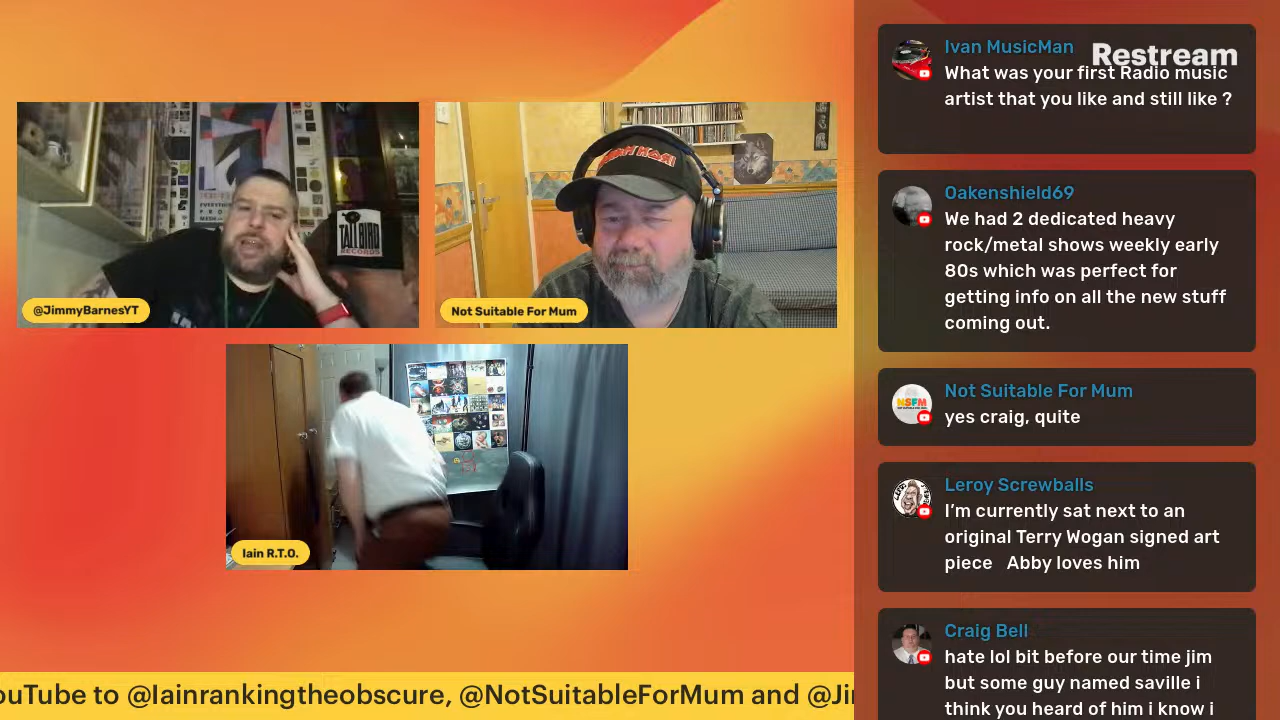 Ivan MusicMan
Restream
What was your first Radio music
artist that you like and still like ?
Oakenshield69
We had 2 dedicated heavy
rock/metal shows weekly early
80s which was perfect for
getting info on all the new stuff
coming out.
TALL BIRD
RECORDS
@JimmyBarnesYT
Not Suitable For Mum
Not Suitable For Mum
NSFM
yes craig, quite
Leroy Screwballs
I'm currently sat next to an
original Terry Wogan signed art
piece Abby loves him
Iain R.T.O.
Craig Bell
hate lol bit before our time jim
but some guy named saville i
think you heard of him i know i
ouTube to @Iainrankingtheobscure, @NotSuitableForMum and @Ji